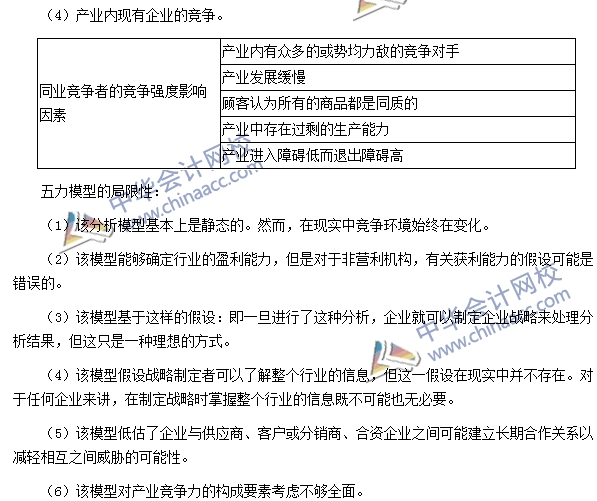 （4）产业内现有企业的竞争。
产业内有众多的或势均力敌的竞争对手
产业发展缓慢
同业竞争者的竞争强度影响
因素
顾客认为所有的商品都是同质的
产业中存在过剩的生产能力
产业进入障碍低而退出障碍高
五力模型的局限性：
（1）该分析模型基本上是静态的。然而，在现实中竞争环境始终在变化。
（2）该模型能够确定行业的盈利能力，但是对于非营利机构，有关获利能力的假设可能是
错误的。
（3）该模型基于这样的假设：即一旦进行了这种分析，企业就可以制定企业战略来处理分
析结果，但这只是一种理想的方式。
（4）该模型假设战略制定者可以了解整个行业的信息，但这一假设在现实中并不存在。对
于任何企业来讲，在制定战略时掌握整个行业的信息既不可能也无必要。
（5）该模型低估了企业与供应商、客户或分销商、合资企业之间可能建立长期合作关系以
减轻相互之间威胁的可能性。
（6）该模型对产业竞争力的构成要素考虑不够全面。
中华会计网校
www.chinaacc.com
中华会计网校
www.chinaacc.com